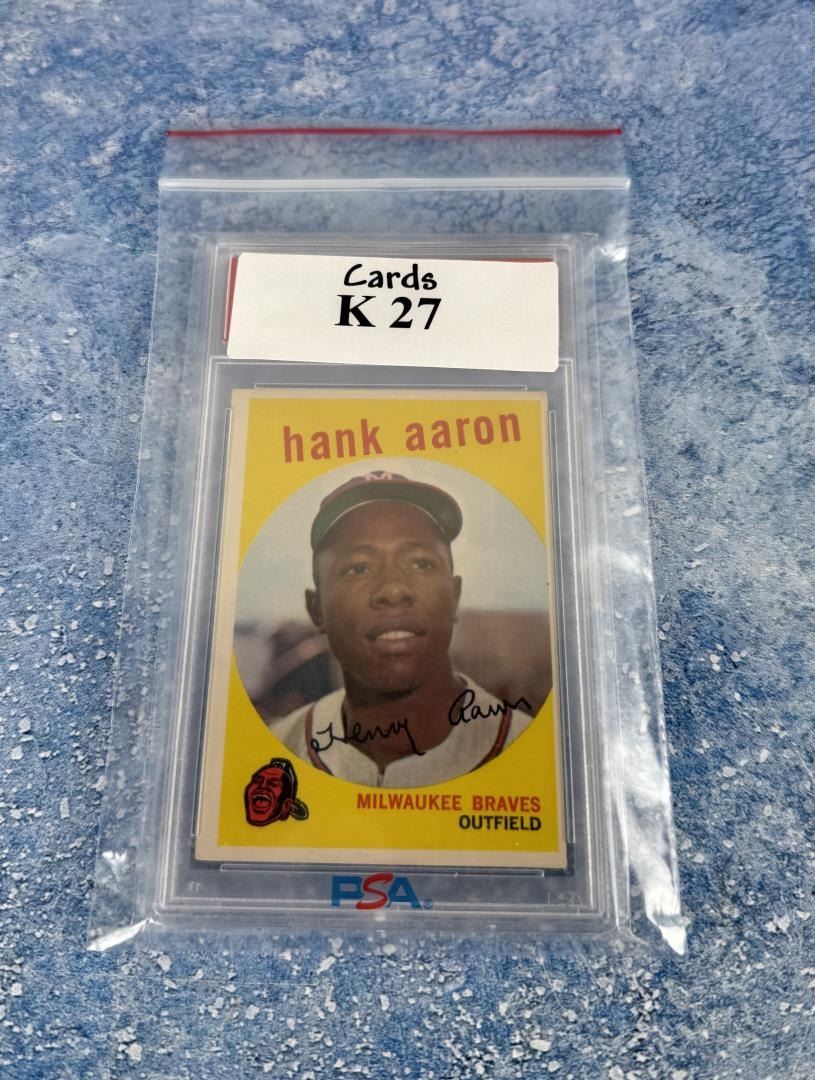 Cards
K 27
hank aaron
M
Henry Aaron
MILWAUKEE BRAVES
OUTFIELD
PSA